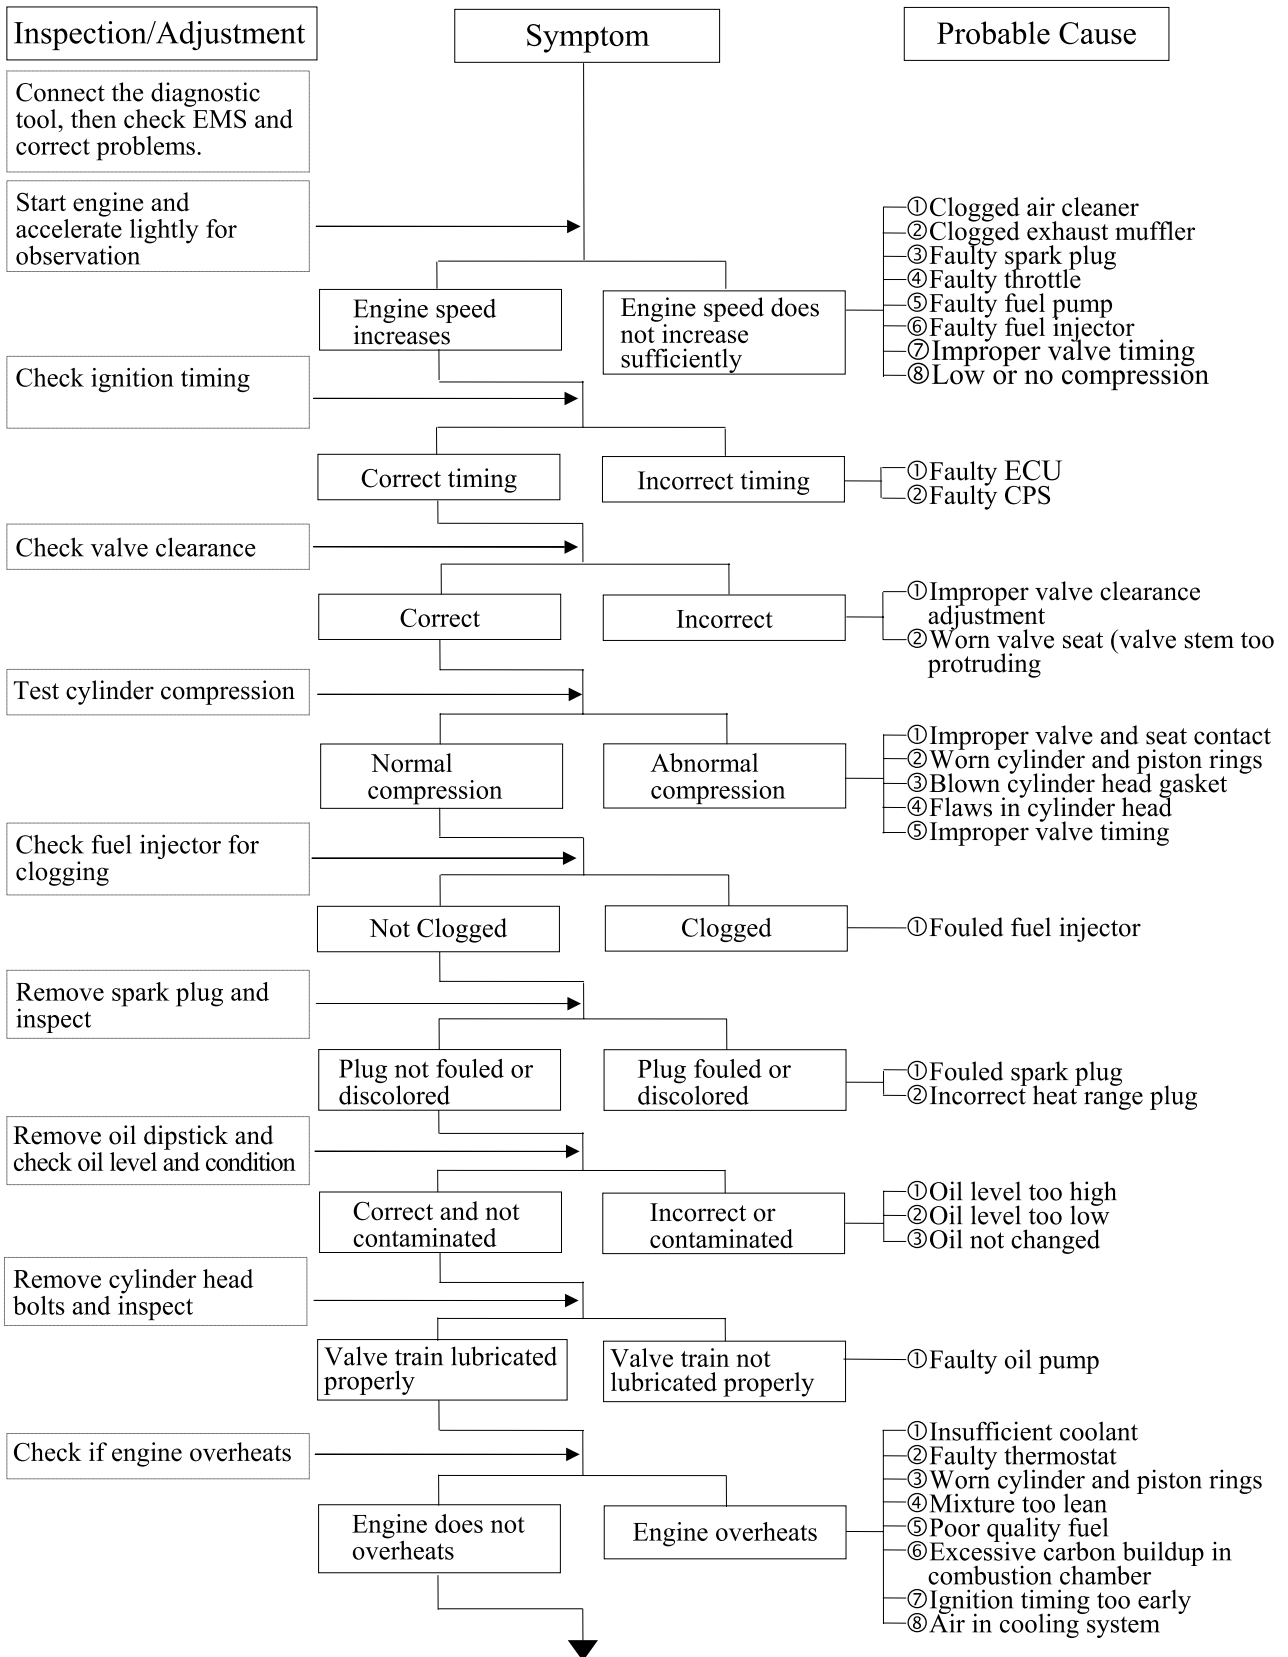 Inspection/Adjustment
Symptom
Probable Cause
Connect the diagnostic
tool, then check EMS and
correct problems.
Start engine and
accelerate lightly for
observation
①Clogged air cleaner
②Clogged exhaust muffler
③Faulty spark plug
④Faulty throttle
⑤Faulty fuel pump
⑥Faulty fuel injector
⑦Improper valve timing
⑧Low or no compression
Engine speed
increases
Engine speed does
not increase
sufficiently
Check ignition timing
Correct timing
Incorrect timing
①Faulty ECU
②Faulty CPS
Check valve clearance
Correct
Incorrect
①Improper valve clearance
adjustment
②Worn valve seat (valve stem too
protruding
Test cylinder compression
Normal
compression
Abnormal
compression
①Improper valve and seat contact
②Worn cylinder and piston rings
③Blown cylinder head gasket
④Flaws in cylinder head
⑤Improper valve timing
Check fuel injector for
clogging
Not Clogged
Clogged
①Fouled fuel injector
Remove spark plug and
inspect
Plug not fouled or
discolored
Plug fouled or
discolored
①Fouled spark plug
②Incorrect heat range plug
Remove oil dipstick and
check oil level and condition
Correct and not
contaminated
Incorrect or
contaminated
①Oil level too high
②Oil level too low
③Oil not changed
Remove cylinder head
bolts and inspect
Valve train lubricated
properly
Valve train not
lubricated properly
①Faulty oil pump
Check if engine overheats
Engine does not
overheats
Engine overheats
①Insufficient coolant
②Faulty thermostat
③Worn cylinder and piston rings
④Mixture too lean
⑤Poor quality fuel
⑥Excessive carbon buildup in
combustion chamber
⑦Ignition timing too early
⑧Air in cooling system